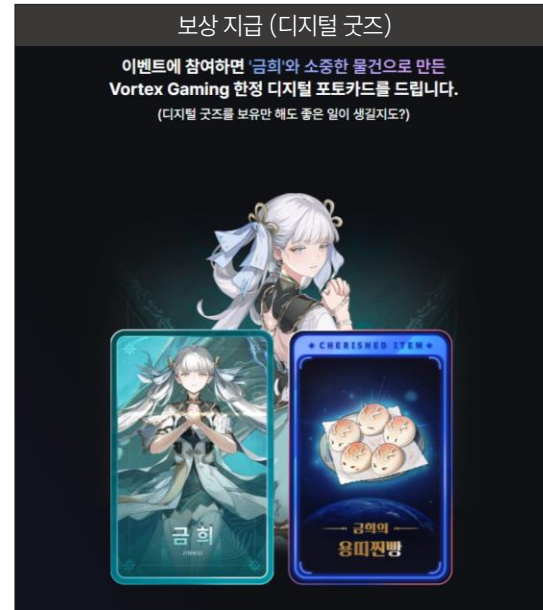 보상 지급 (디지털 굿즈)
이벤트에 참여하면 '금희'와 소중한 물건으로 만든
Vortex Gaming 한정 디지털 포토카드를 드립니다.
(디지털 굿즈를 보유만 해도 좋은 일이 생길지도?)
CHERISHED ITEM
금희
JINHSI
금희의
용띠찐빵